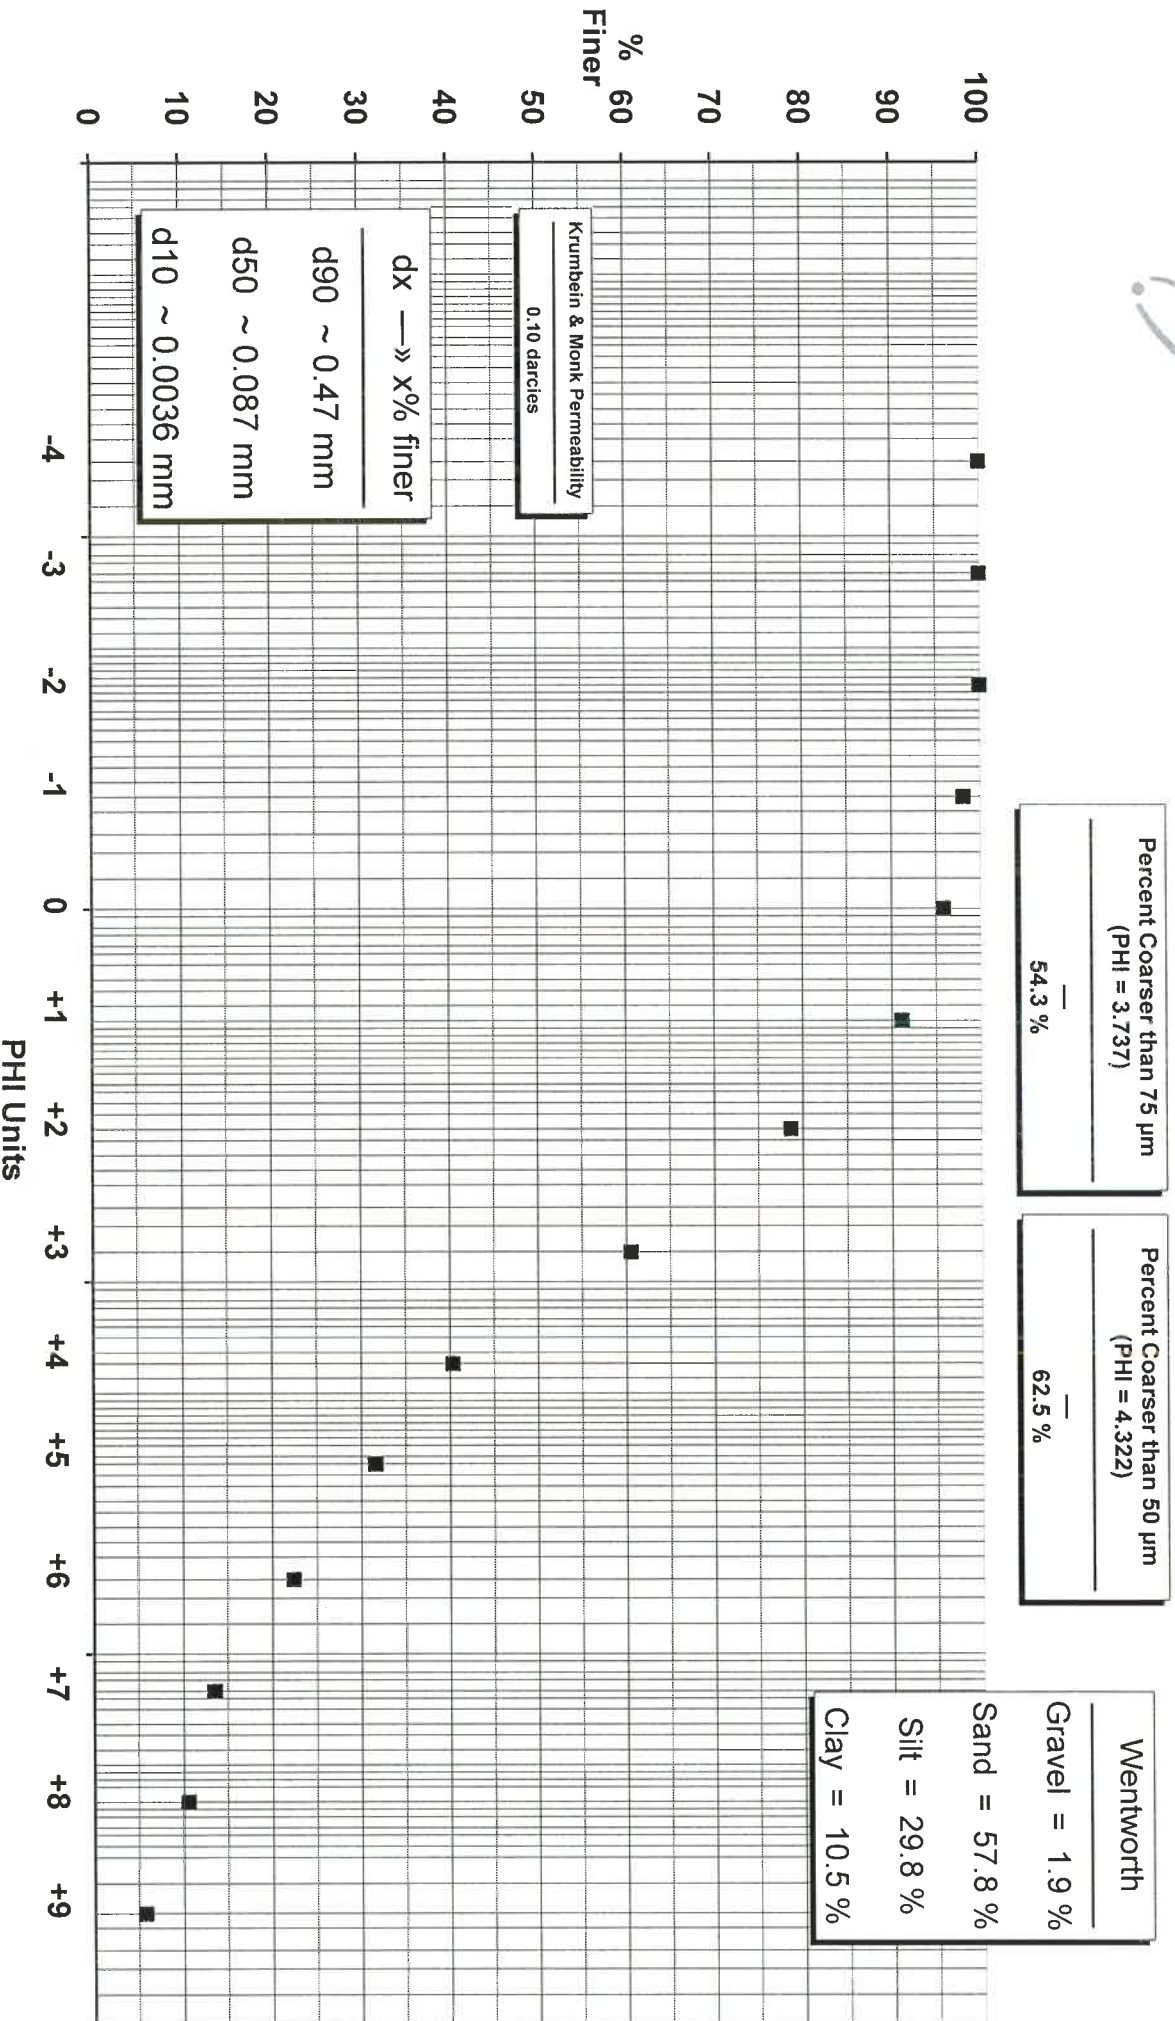 Percent Coarser than 75 µm
(PHI = 3.737)
—
54.3 %
Percent Coarser than 50 µm
(PHI = 4.322)
—
62.5 %
Wentworth
Gravel = 1.9 %
Sand = 57.8 %
Silt = 29.8 %
Clay = 10.5 %
%
Finer
100
90
80
70
60
50
40
30
20
10
0
Krumbein & Monk Permeability
0.10 darcies
dx —» x% finer
d90 ~ 0.47 mm
d50 ~ 0.087 mm
d10 ~ 0.0036 mm
-4 -3 -2 -1 0 +1 +2 +3 +4 +5 +6 +7 +8 +9
PHI Units